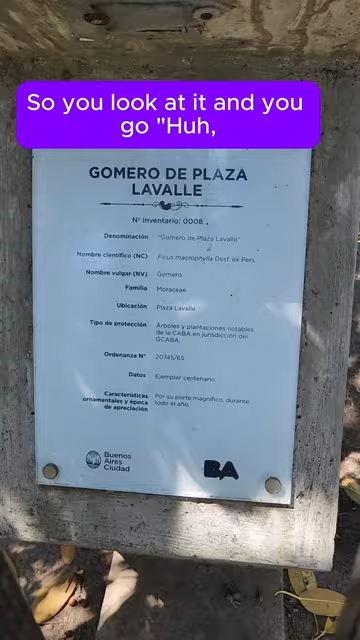 So you look at it and you
go "Huh,
GOMERO DE PLAZA
LAVALLE
Nº Inventario: 0008
Denominación "Gomero de Plaza Lavalle"
Nombre científico (NC) Ficus macrophylla Desf. ex Pers.
Nombre vulgar (NV) Gomero.
Familia Moraceae.
Ubicación Plaza Lavalle.
Tipo de protección Árboles y plantaciones notables
de la CABA en jurisdicción del
GCABA.
Ordenanza Nº 20745/65
Datos Ejemplar centenario.
Características Por su porte magnífico, durante
ornamentales y época todo el año.
de apreciación
Buenos
Aires
Ciudad
BA